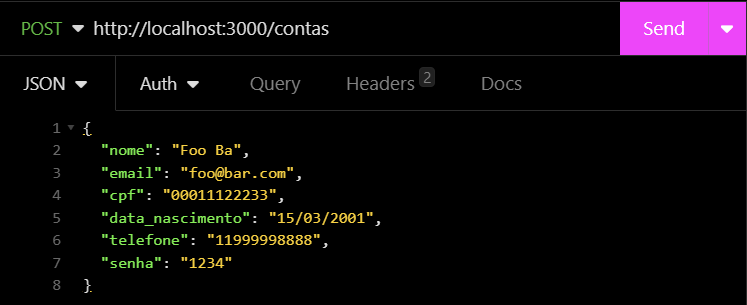 POST http://localhost:3000/contas Send
JSON Auth Query Headers 2 Docs
1 {
2 "nome": "Foo Ba",
3 "email": "foo@bar.com",
4 "cpf": "00011122233",
5 "data_nascimento": "15/03/2001",
6 "telefone": "11999998888",
7 "senha": "1234"
8 }